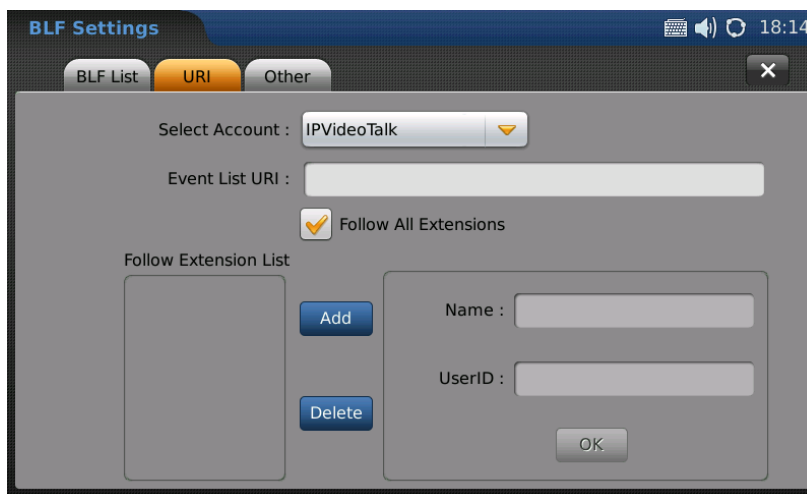 BLF Settings 18:14
BLF List URI Other
Select Account : IPVideoTalk
Event List URI :
Follow All Extensions
Follow Extension List
Add
Name :
UserID :
Delete
OK